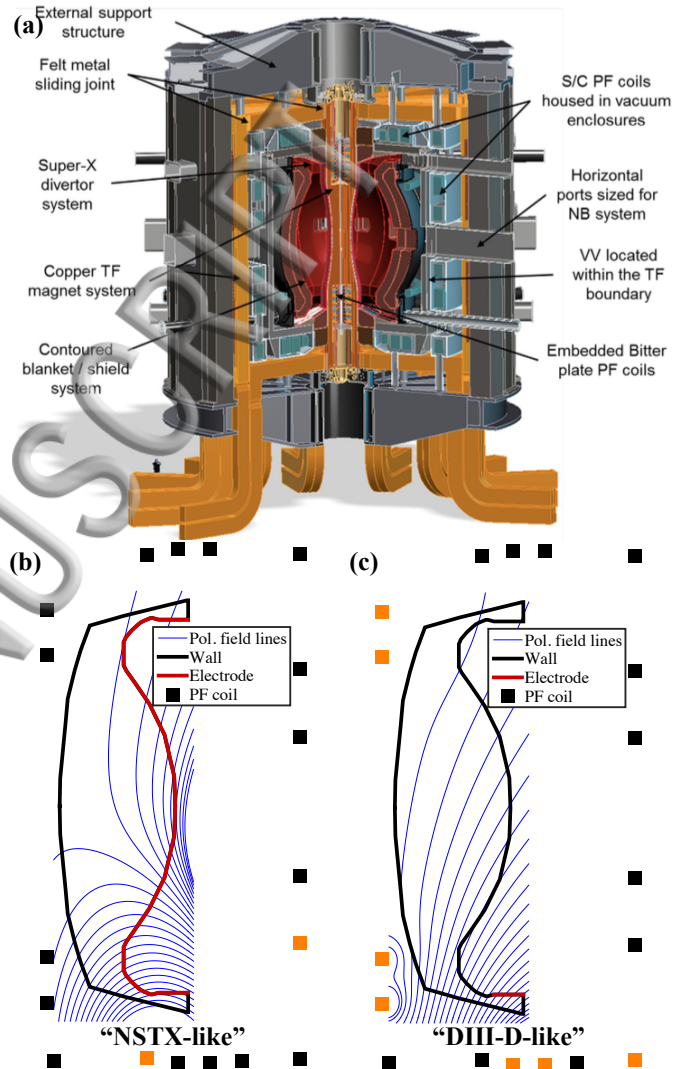 (a)
External support
structure
Felt metal
sliding joint
Super-X
divertor
system
Copper TF
magnet system
Contoured
blanket / shield
system
S/C PF coils
housed in vacuum
enclosures
Horizontal
ports sized for
NB system
VV located
within the TF
boundary
Embedded Bitter
plate PF coils
USCRIPT
(b)
Pol. field lines
Wall
Electrode
PF coil
"NSTX-like"
(c)
Pol. field lines
Wall
Electrode
PF coil
"DIII-D-like"